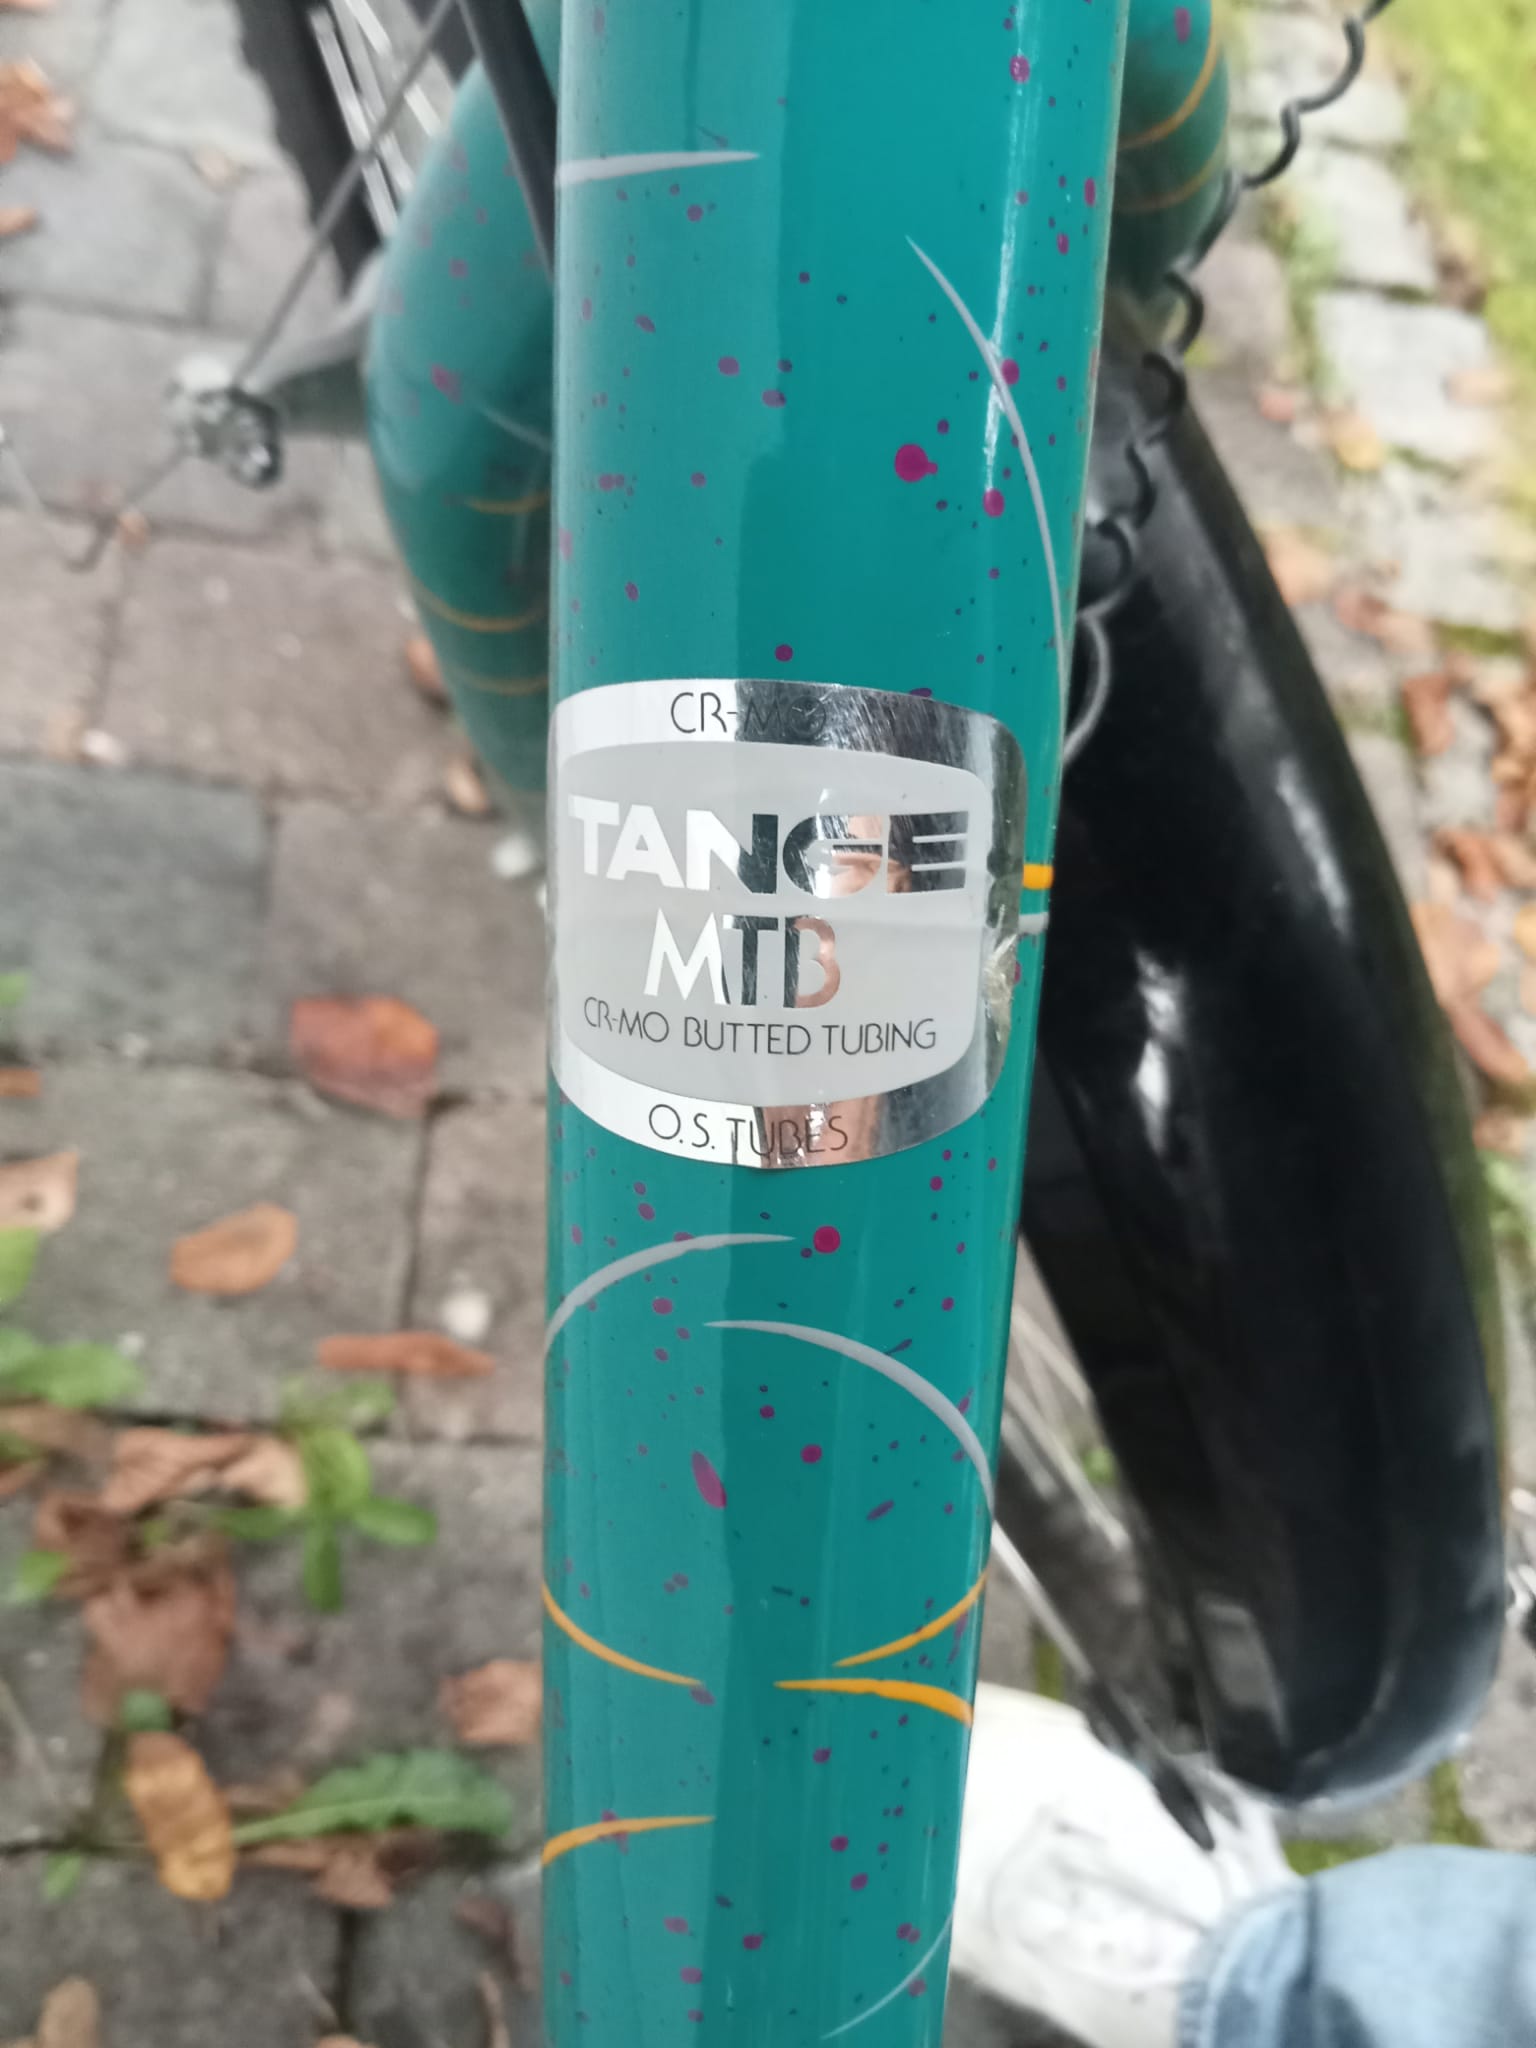 CR-MO
TANGE
MTB
CR-MO BUTTED TUBING
O.S. TUBES